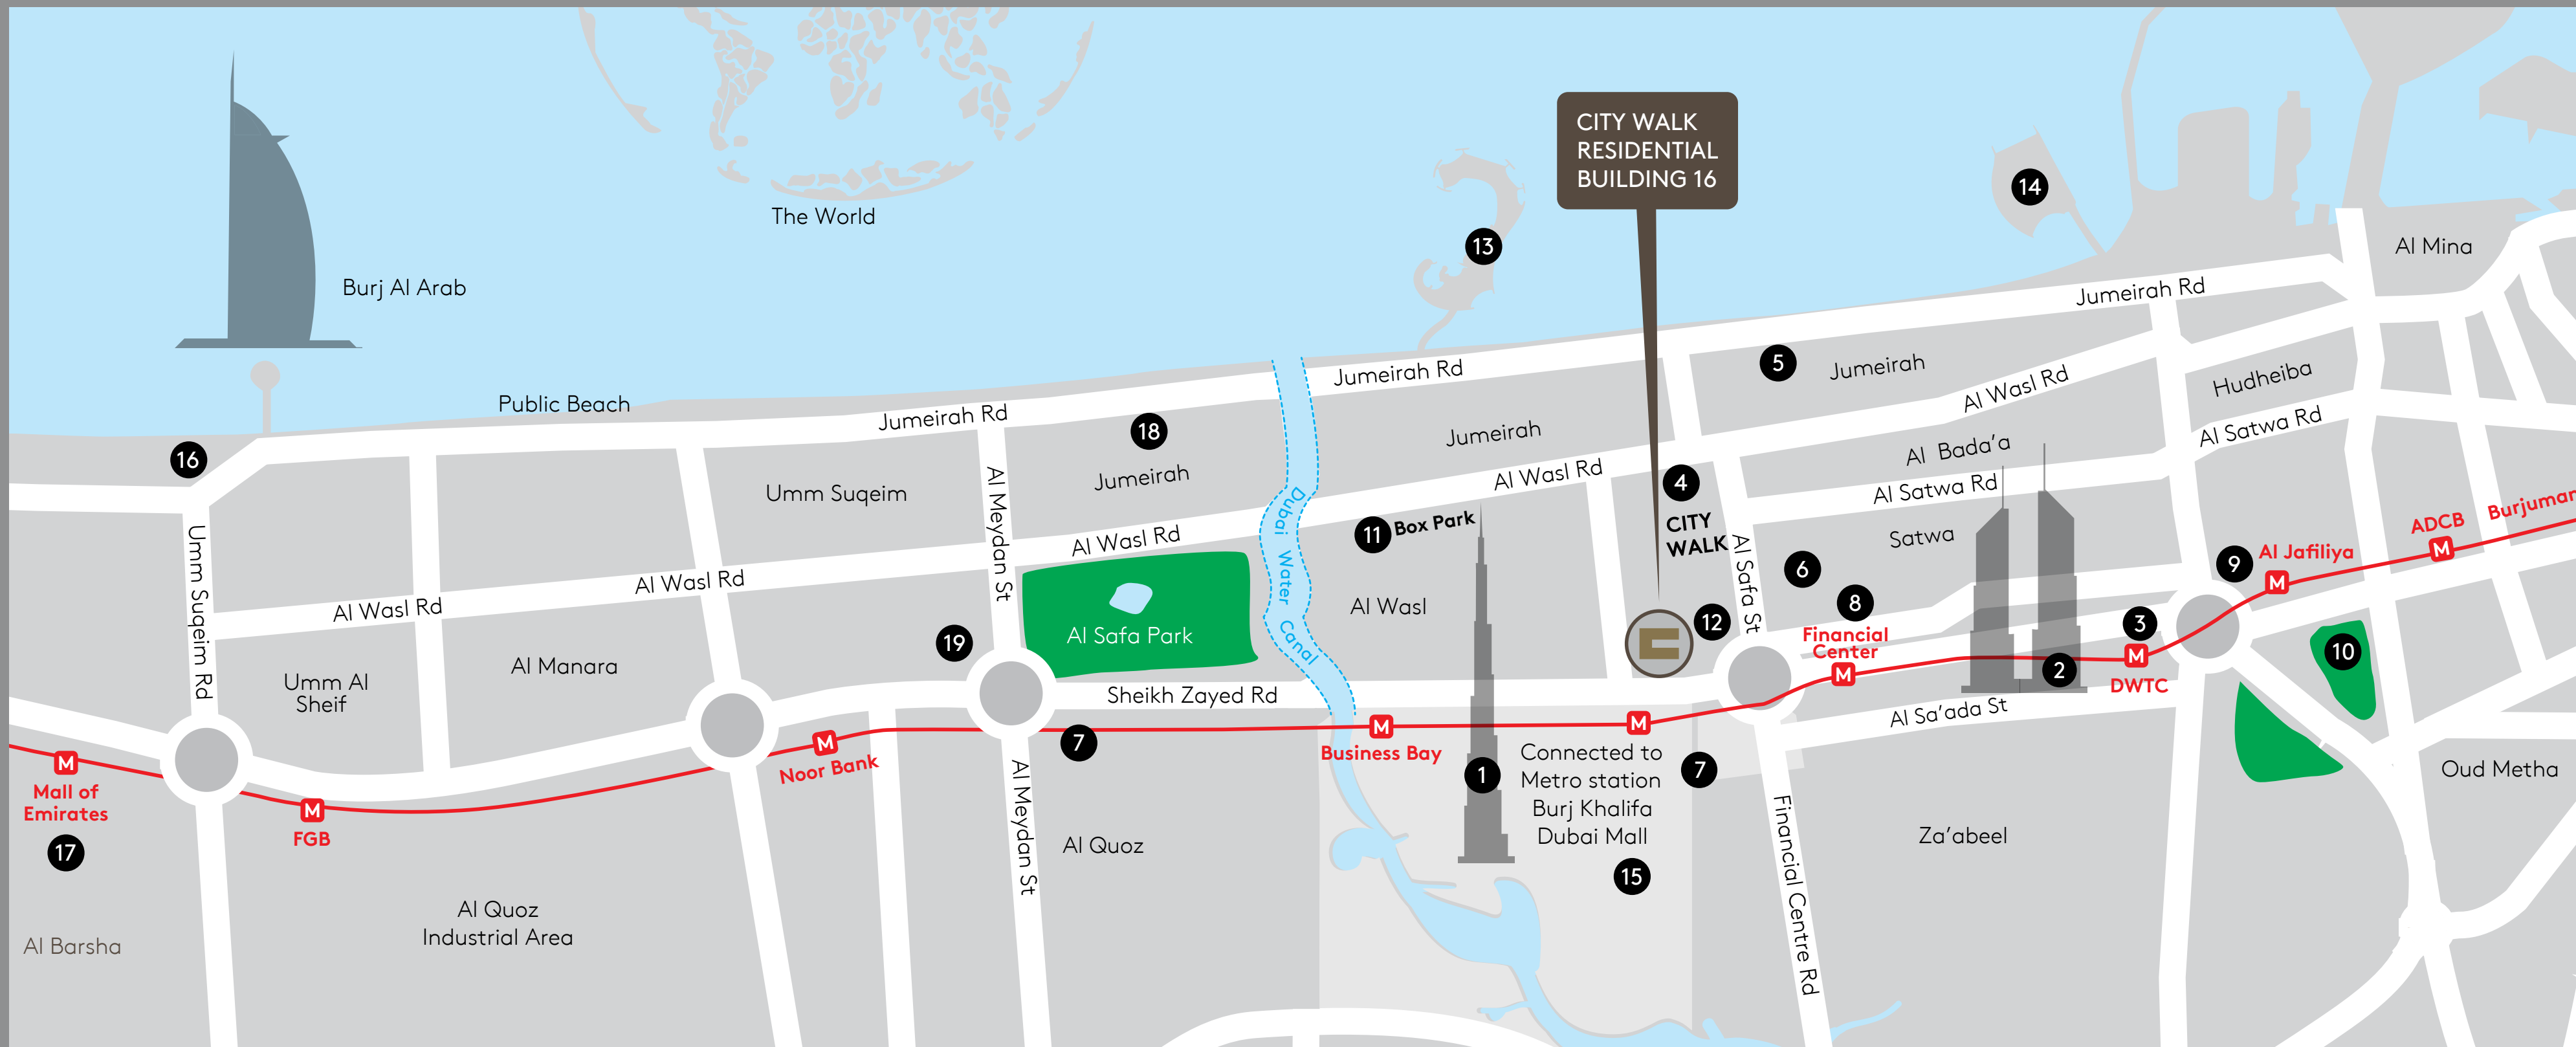 CITY WALK
RESIDENTIAL
BUILDING 16
14
The World
13
Al Mina
Burj Al Arab
Jumeirah Rd
5
Jumeirah
Jumeirah Rd
Hudheiba
Al Wasl Rd
Public Beach
Jumeirah Rd
18
Jumeirah
Al Satwa Rd
Al Bada'a
16
Jumeirah
Al Wasl Rd
4
Al Satwa Rd
Umm Suqeim
Al Meydan St
Dubai Water Canal
11
Box Park
CITY
WALK
Al Safa St
Satwa
ADCB
M
Al Wasl Rd
Umm Suqeim Rd
6
9
Al Jafiliya
M
Al Wasl Rd
Al Wasl Rd
Al Wasl
8
12
3
Financial
Center
M
19
Al Safa Park
10
Al Manara
Umm Al
Sheif
2
M
DWTC
Sheikh Zayed Rd
Al Sa'ada St
7
M
Business Bay
M
Noor Bank
M
Mall of
Emirates
17
M
FGB
M
1
Connected to
Metro station
Burj Khalifa
Dubai Mall
15
7
Oud Metha
Al Meydan St
Al Quoz
Financial Centre Rd
Za'abeel
Al Quoz
Industrial Area
Al Barsha